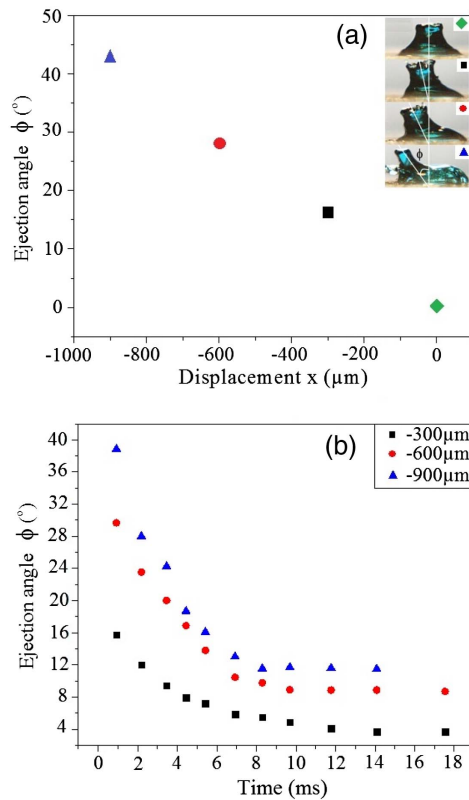 (a)
Ejection angle ϕ (°)
50
40
30
20
10
0
ϕ
-1000 -800 -600 -400 -200 0
Displacement x (µm)
(b)
-300µm
-600µm
-900µm
Ejection angle ϕ (°)
40
36
32
28
24
20
16
12
8
4
0 2 4 6 8 10 12 14 16 18
Time (ms)